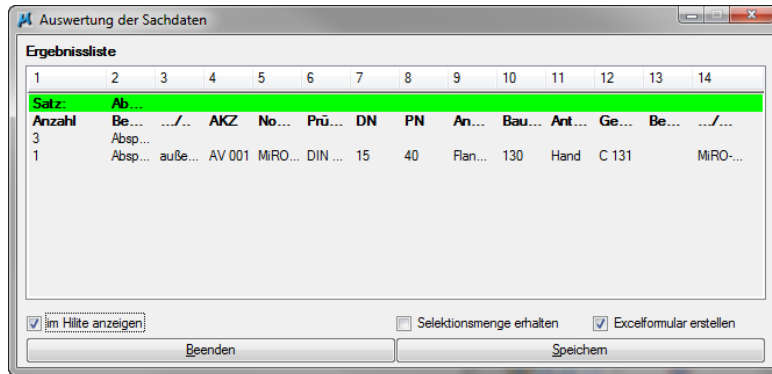 Auswertung der Sachdaten
Ergebnissliste
1 2 3 4 5 6 7 8 9 10 11 12 13 14
Satz: Ab...
Anzahl Be... .../... AKZ No... Prü... DN PN An... Bau... Ant... Ge... Be... .../...
3 Absp...
1 Absp... auße... AV 001 MiRO... DIN ... 15 40 Flan... 130 Hand C 131 MiRO-...
im Hilite anzeigen Selektionsmenge erhalten Excelformular erstellen
Beenden Speichern